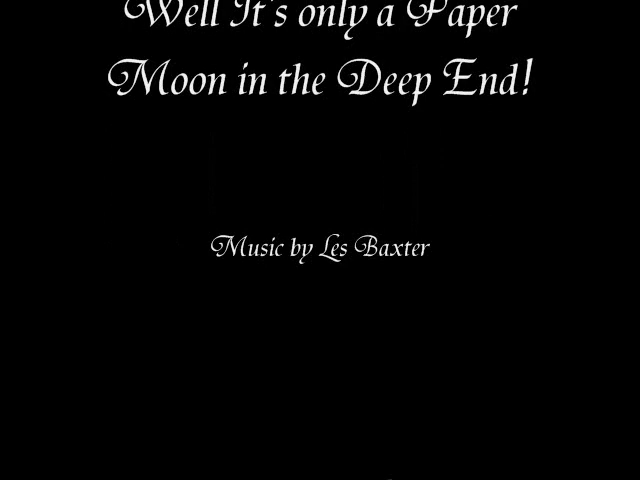 Well It's only a Paper
Moon in the Deep End!
Music by Les Baxter